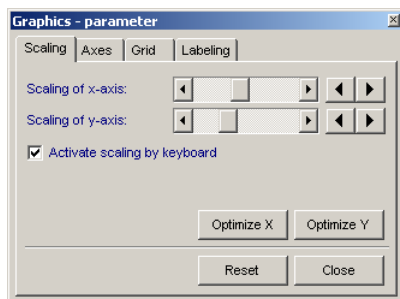 Graphics - parameter
Scaling Axes Grid Labeling
Scaling of x-axis:
Scaling of y-axis:
Activate scaling by keyboard
Optimize X Optimize Y
Reset Close